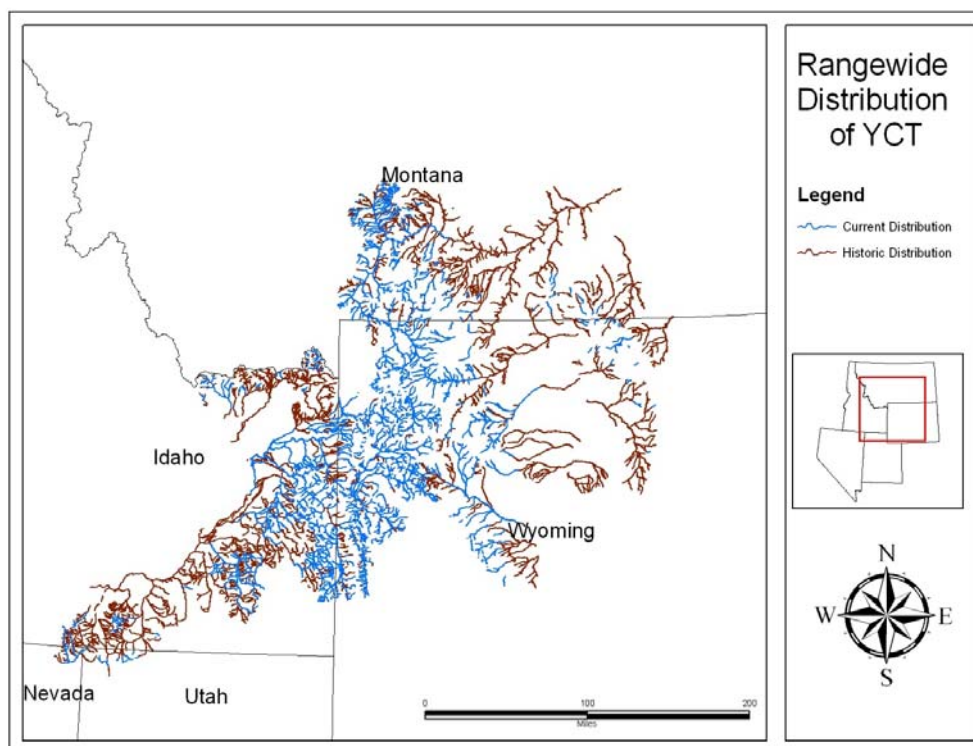 Rangewide
Distribution
of YCT
Legend
Current Distribution
Historic Distribution
Montana
Idaho
Wyoming
Nevada
Utah
0 100 200
Miles
N
W E
S